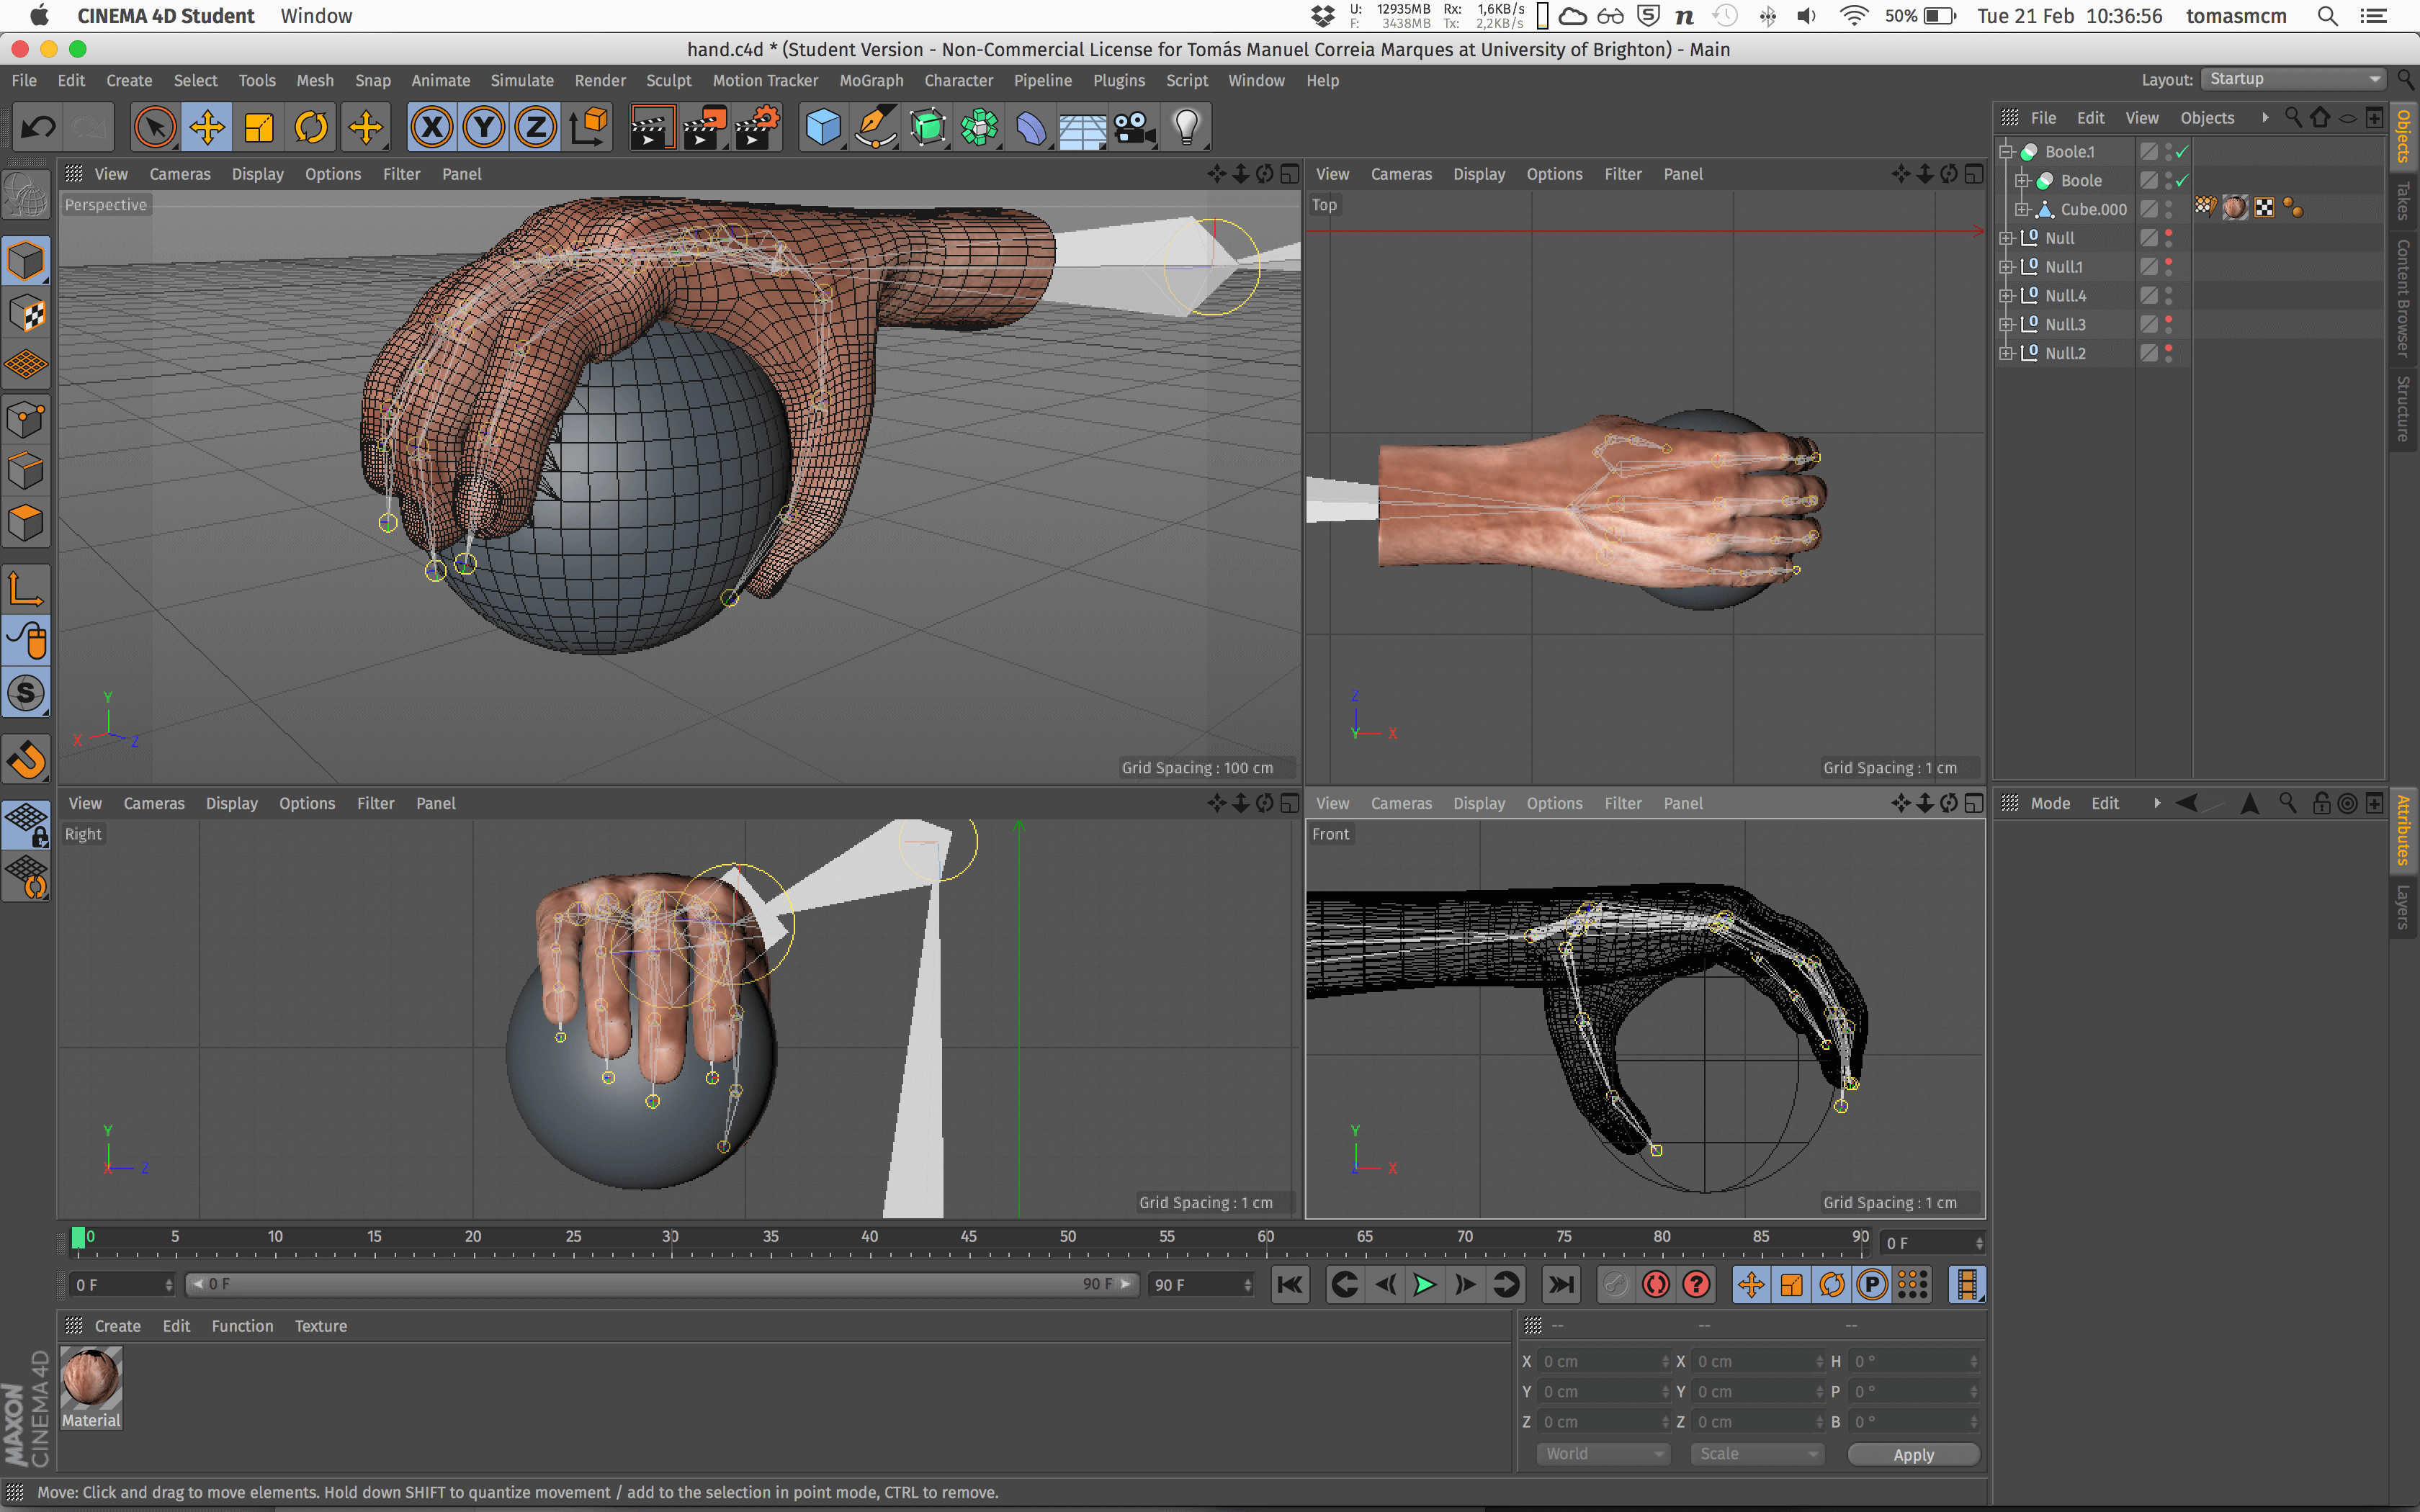 CINEMA 4D Student Window U: 12935MB Rx: 1,6KB/s 50% Tue 21 Feb 10:36:56 tomasmcm
F: 3438MB Tx: 2,2KB/s
hand.c4d * (Student Version - Non-Commercial License for Tomás Manuel Correia Marques at University of Brighton) - Main
File Edit Create Select Tools Mesh Snap Animate Simulate Render Sculpt Motion Tracker MoGraph Character Pipeline Plugins Script Window Help Layout: Startup
X Y Z
File Edit View Objects
Objects
Takes
Content Browser
Structure
Boole.1
Boole
Cube.000
0 Null
0 Null.1
0 Null.4
0 Null.3
0 Null.2
View Cameras Display Options Filter Panel
Perspective
Y
X Z
Grid Spacing : 100 cm
View Cameras Display Options Filter Panel
Top
Z
Y X
Grid Spacing : 1 cm
S
View Cameras Display Options Filter Panel
Right
Y
X Z
Grid Spacing : 1 cm
View Cameras Display Options Filter Panel
Front
Y
Z X
Grid Spacing : 1 cm
Mode Edit
Attributes
Layers
0 5 10 15 20 25 30 35 40 45 50 55 60 65 70 75 80 85 90 0 F
0 F 0 F 90 F 90 F ? P
Create Edit Function Texture
Material
-- -- --
X 0 cm X 0 cm H 0 °
Y 0 cm Y 0 cm P 0 °
Z 0 cm Z 0 cm B 0 °
World Scale Apply
MAXON
CINEMA 4D
Move: Click and drag to move elements. Hold down SHIFT to quantize movement / add to the selection in point mode, CTRL to remove.